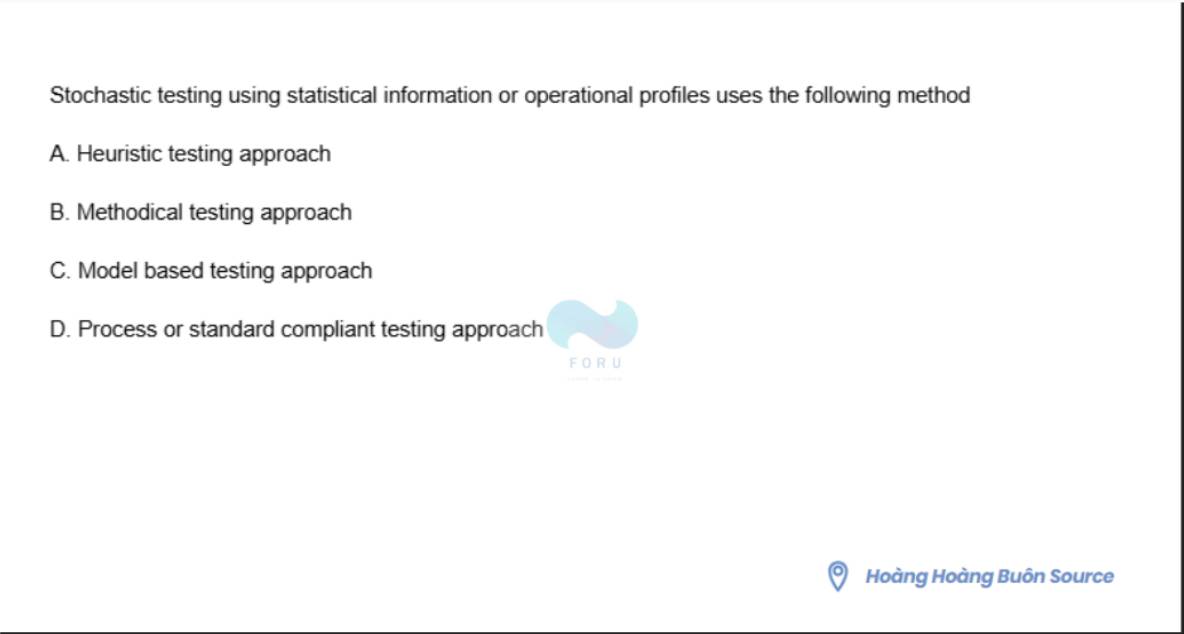 Stochastic testing using statistical information or operational profiles uses the following method
A. Heuristic testing approach
B. Methodical testing approach
C. Model based testing approach
D. Process or standard compliant testing approach
FORU
Hoàng Hoàng Buôn Source